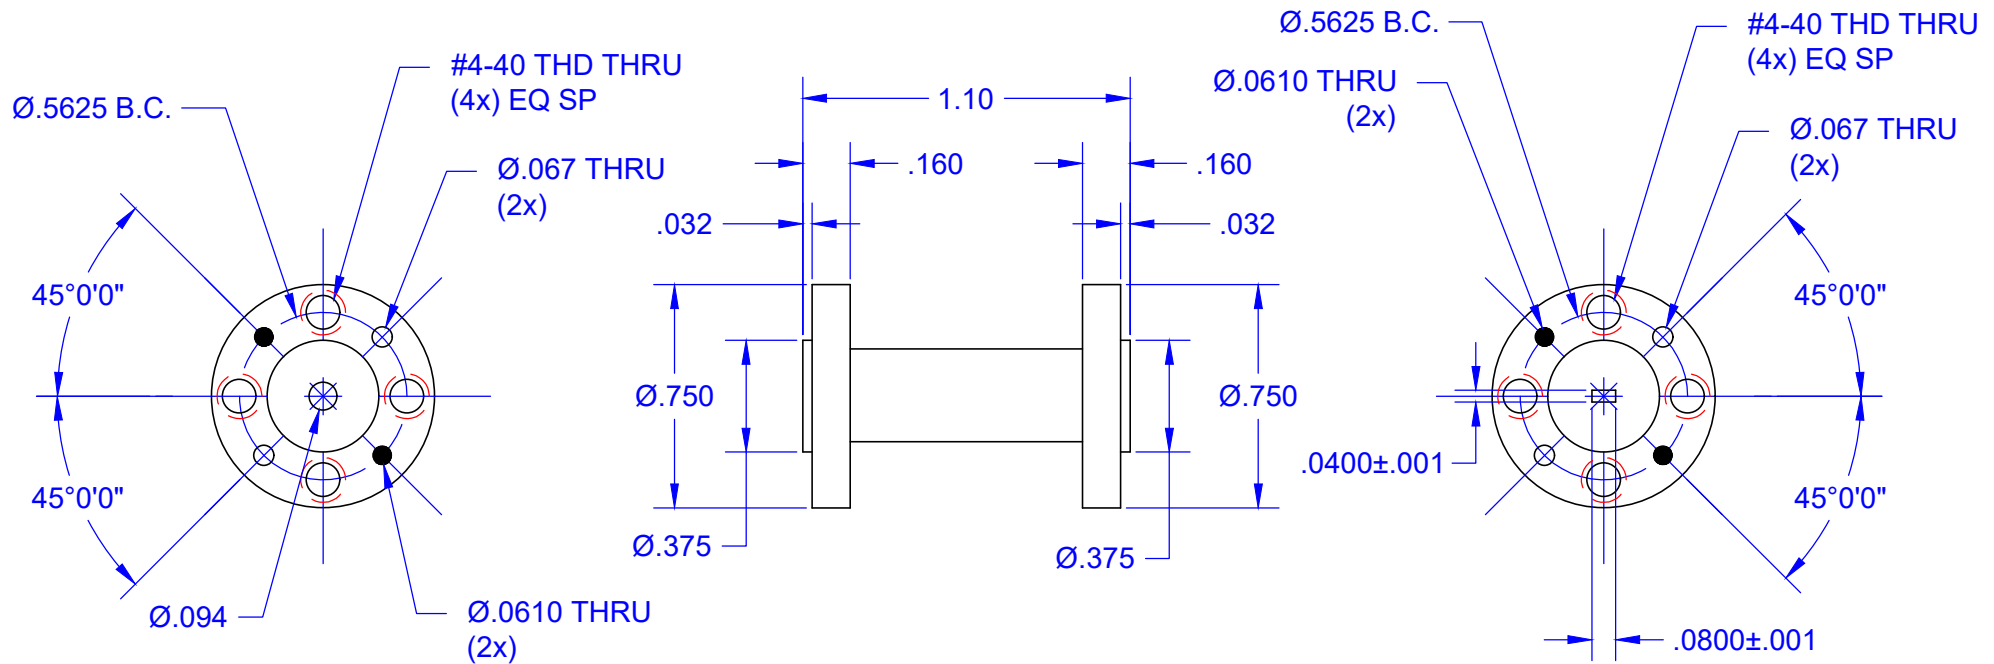 #4-40 THD THRU
(4x) EQ SP
Ø.5625 B.C.
Ø.067 THRU
(2x)
45°0'0"
45°0'0"
Ø.094
Ø.0610 THRU
(2x)
1.10
.160
.160
.032
.032
Ø.750
Ø.750
Ø.375
Ø.375
Ø.5625 B.C.
#4-40 THD THRU
(4x) EQ SP
Ø.0610 THRU
(2x)
Ø.067 THRU
(2x)
45°0'0"
.0400±.001
45°0'0"
.0800±.001